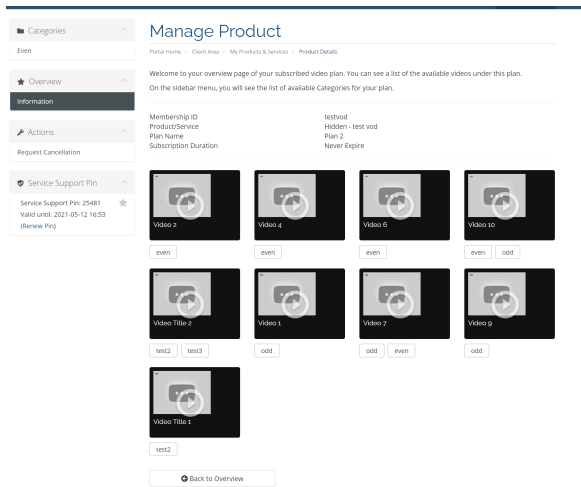 Categories
Even
Overview
Information
Actions
Request Cancellation
Service Support Pin
Service Support Pin: 25481
Valid until: 2021-05-12 16:53
(Renew Pin)
Manage Product
Portal Home / Client Area / My Products & Services / Product Details
Welcome to your overview page of your subscribed video plan. You can see a list of the available videos under this plan.
On the sidebar menu, you will see the list of available Categories for your plan.
Membership ID testvod
Product/Service Hidden - test vod
Plan Name Plan 2
Subscription Duration Never Expire
Video 2 Video 4 Video 6 Video 10
even even even even odd
Video Title 2 Video 1 Video 7 Video 9
test2 test3 odd odd even odd
Video Title 1
test2
Back to Overview